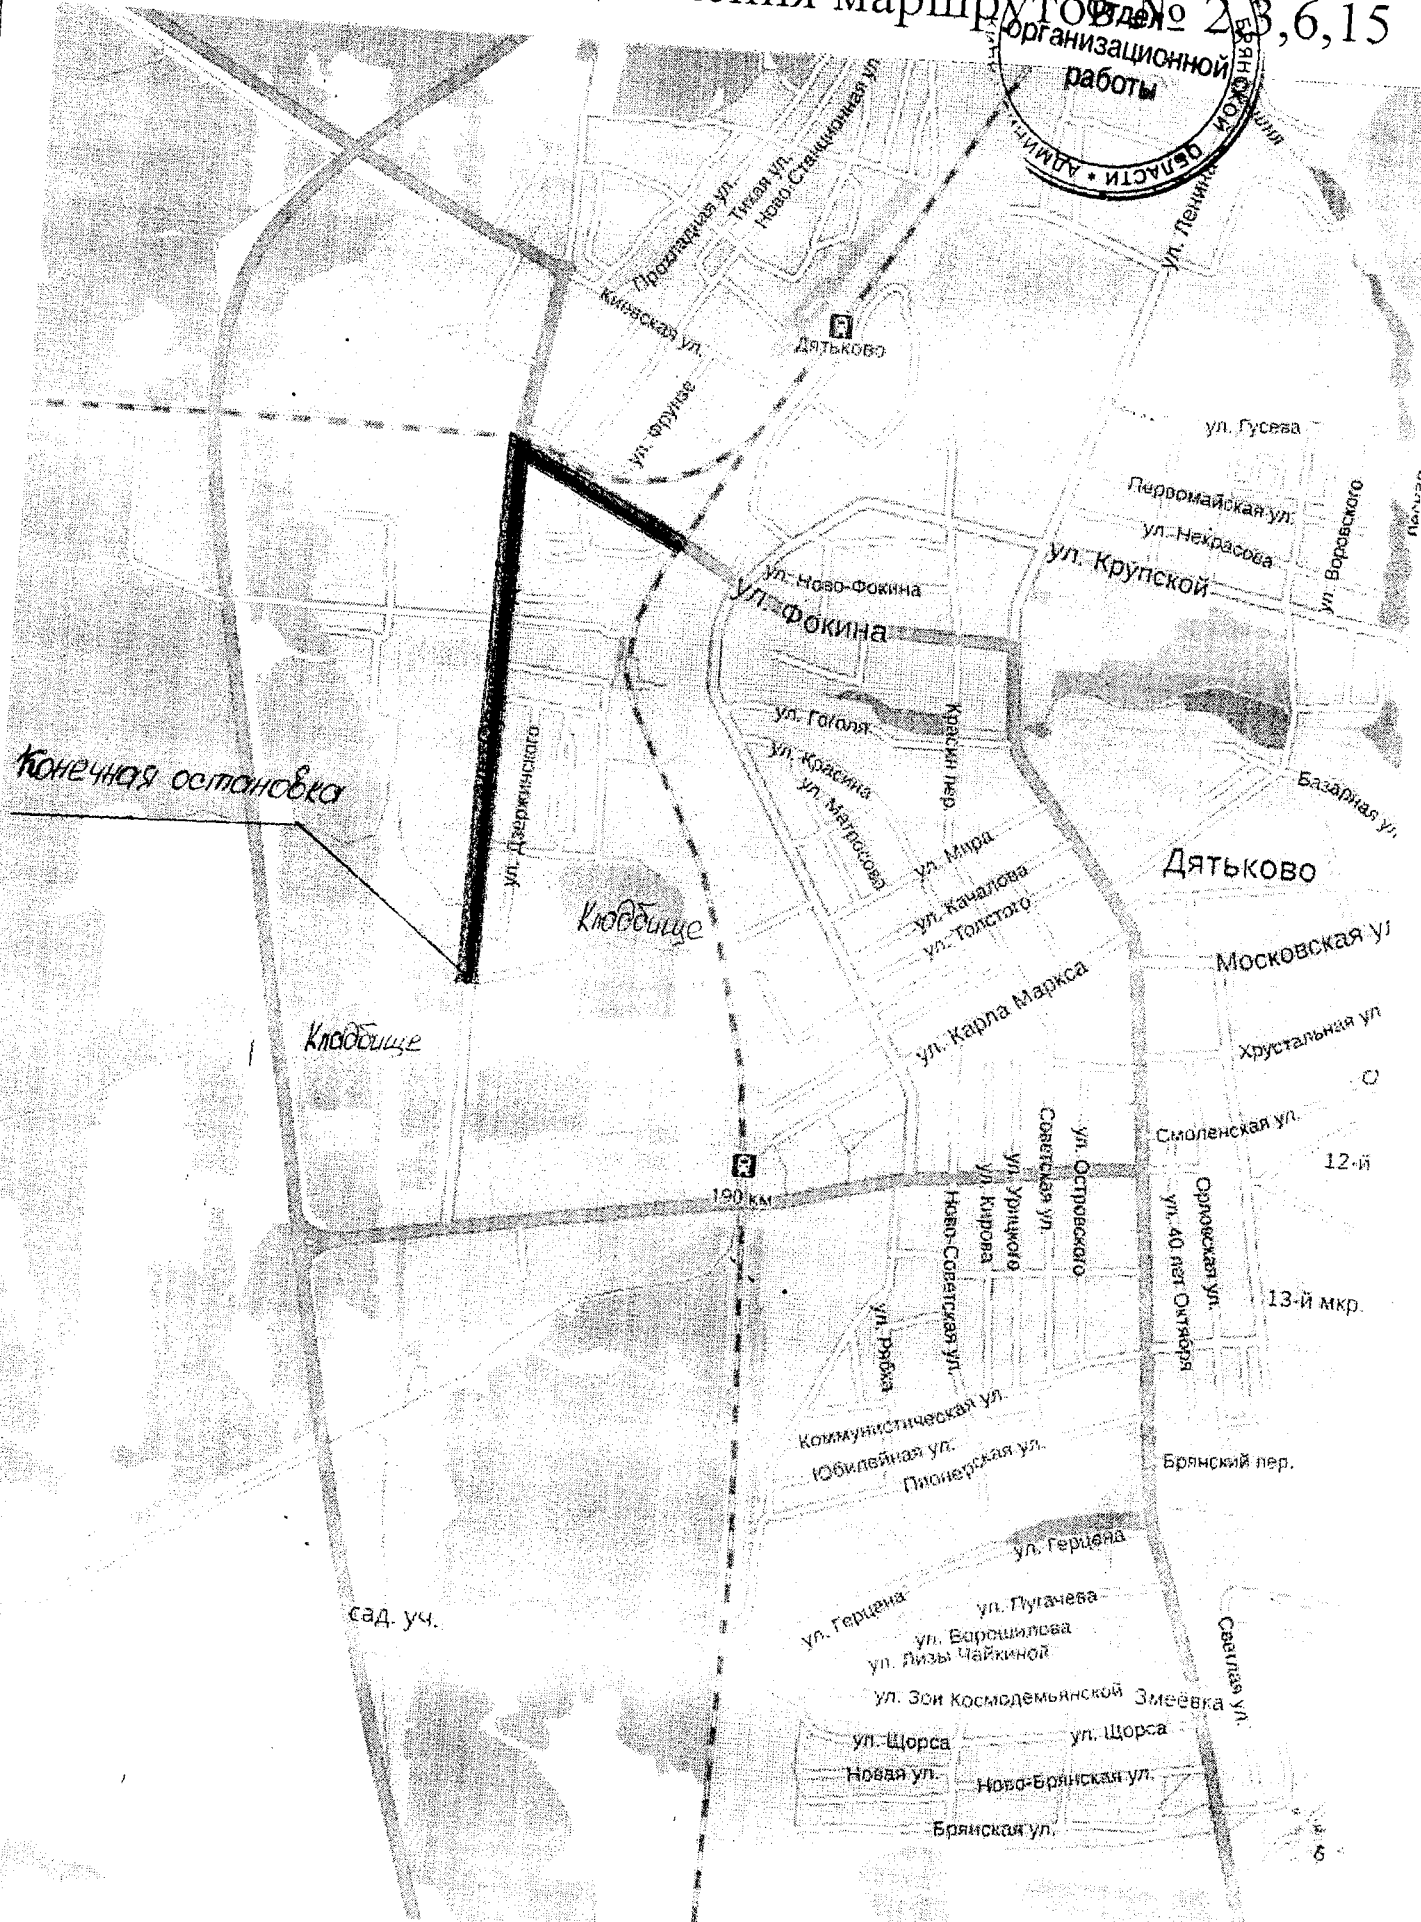 маршрутов № 2,3,6,15
Отдел
организационной
работы
БРЯНСКОЙ ОБЛАСТИ * АДМИНИ
Ново-Станционная ул.
Тихая ул.
Прохладная ул.
ул. Ленина
Киевская ул.
Дятьково
ул. Фрунзе
ул. Гусева
Первомайская ул.
ул. Некрасова
ул. Воровского
ул. Крупской
ул. Ново-Фокина
ул. Фокина
ул. Гоголя
Красин пер.
ул. Красина
ул. Матросова
Базарная ул.
Конечная остановка
ул. Дзержинского
ул. Мира
Дятьково
ул. Качалова
ул. Толстого
Кладбище
Московская ул
ул. Карла Маркса
Кладбище
Хрустальная ул
Смоленская ул.
12-й
190 км
Советская ул.
ул. Островского
ул. Урицкого
ул. Кирова
Ново-Советская ул.
Орловская ул.
ул. 40 лет Октября
13-й мкр.
ул. Рябка
Коммунистическая ул.
Юбилейная ул.
Пионерская ул.
Брянский пер.
ул. Герцена
ул. Герцена
ул. Пугачева
сад. уч.
ул. Ворошилова
ул. Лизы Чайкиной
Светлая ул.
ул. Зои Космодемьянской
Змеёвка
ул. Щорса
ул. Щорса
Новая ул.
Ново-Брянская ул.
Брянская ул.